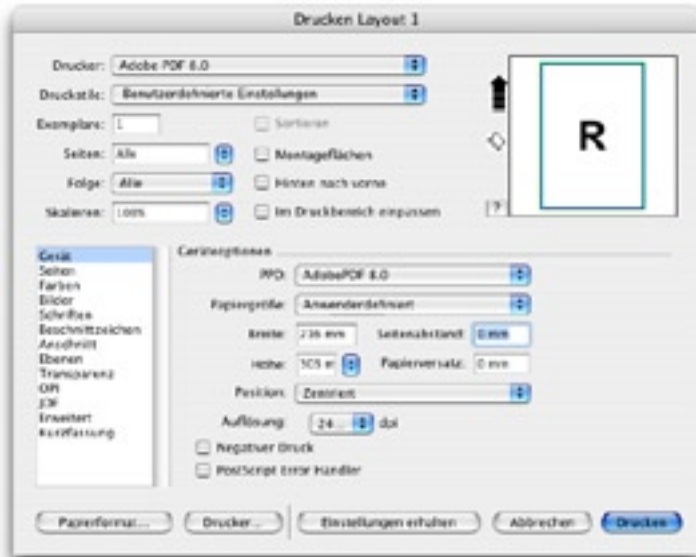 Drucken Layout 1
Drucker: Adobe PDF 8.0
Druckstile: Benutzerdefinierte Einstellungen
Exemplare: 1 Sortieren
Seiten: Alle Montageflächen
Folge: Alle Hinten nach vorne
Skalieren: 100% Im Druckbereich einpassen
R
?
Gerät
Seiten
Farben
Bilder
Schriften
Beschnittzeichen
Anschnitt
Ebenen
Transparenz
OPI
JDF
Erweitert
Kurzfassung
Geräteoptionen
PPD: AdobePDF 8.0
Papiergröße: Anwenderdefiniert
Breite: 216 mm Seitenabstand: 0 mm
Höhe: 303 m Papierversatz: 0 mm
Position: Zentriert
Auflösung: 24... dpi
Negativer Druck
PostScript Error Handler
Papierformat... Drucker... Einstellungen erhalten Abbrechen Drucken